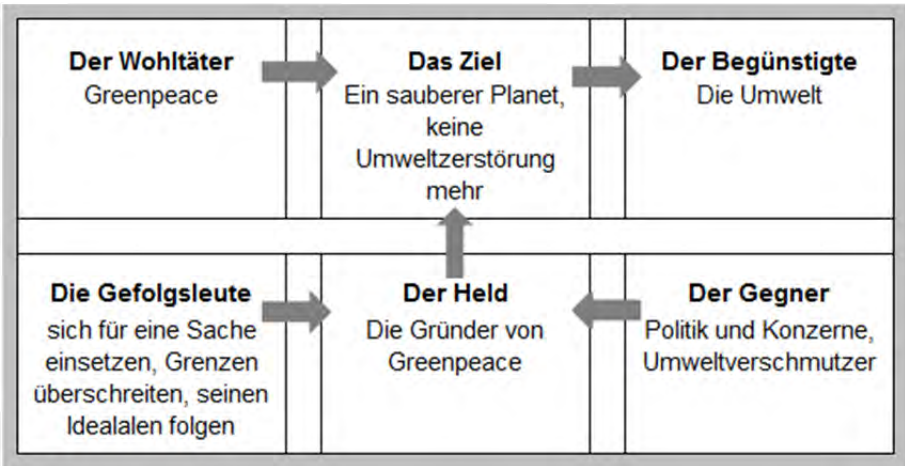 Der Wohltäter
Greenpeace
Das Ziel
Ein sauberer Planet,
keine
Umweltzerstörung
mehr
Der Begünstigte
Die Umwelt
Die Gefolgsleute
sich für eine Sache
einsetzen, Grenzen
überschreiten, seinen
Idealalen folgen
Der Held
Die Gründer von
Greenpeace
Der Gegner
Politik und Konzerne,
Umweltverschmutzer